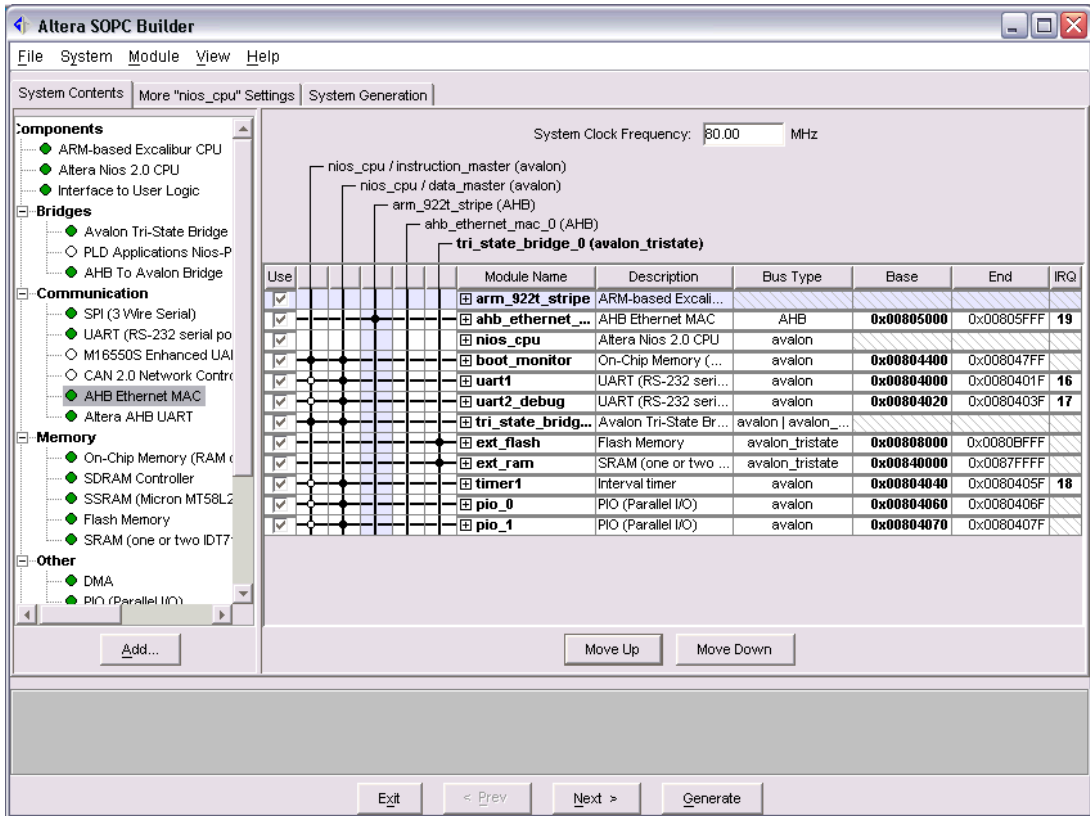 Altera SOPC Builder
File System Module View Help
System Contents More "nios_cpu" Settings System Generation
Components
ARM-based Excalibur CPU
Altera Nios 2.0 CPU
Interface to User Logic
Bridges
Avalon Tri-State Bridge
PLD Applications Nios-P
AHB To Avalon Bridge
Communication
SPI (3 Wire Serial)
UART (RS-232 serial po
M16550S Enhanced UAI
CAN 2.0 Network Contro
AHB Ethernet MAC
Altera AHB UART
Memory
On-Chip Memory (RAM o
SDRAM Controller
SSRAM (Micron MT58L2
Flash Memory
SRAM (one or two IDT7
Other
DMA
PIO (Parallel I/O)
Add...
System Clock Frequency: 80.00 MHz
nios_cpu / instruction_master (avalon)
nios_cpu / data_master (avalon)
arm_922t_stripe (AHB)
ahb_ethernet_mac_0 (AHB)
tri_state_bridge_0 (avalon_tristate)
Use Module Name Description Bus Type Base End IRQ
arm_922t_stripe ARM-based Excali...
ahb_ethernet_... AHB Ethernet MAC AHB 0x00805000 0x00805FFF 19
nios_cpu Altera Nios 2.0 CPU avalon
boot_monitor On-Chip Memory (... avalon 0x00804400 0x008047FF
uart1 UART (RS-232 seri... avalon 0x00804000 0x0080401F 16
uart2_debug UART (RS-232 seri... avalon 0x00804020 0x0080403F 17
tri_state_bridg... Avalon Tri-State Br... avalon | avalon_...
ext_flash Flash Memory avalon_tristate 0x00808000 0x0080BFFF
ext_ram SRAM (one or two ... avalon_tristate 0x00840000 0x0087FFFF
timer1 Interval timer avalon 0x00804040 0x0080405F 18
pio_0 PIO (Parallel I/O) avalon 0x00804060 0x0080406F
pio_1 PIO (Parallel I/O) avalon 0x00804070 0x0080407F
Move Up Move Down
Exit < Prev Next > Generate